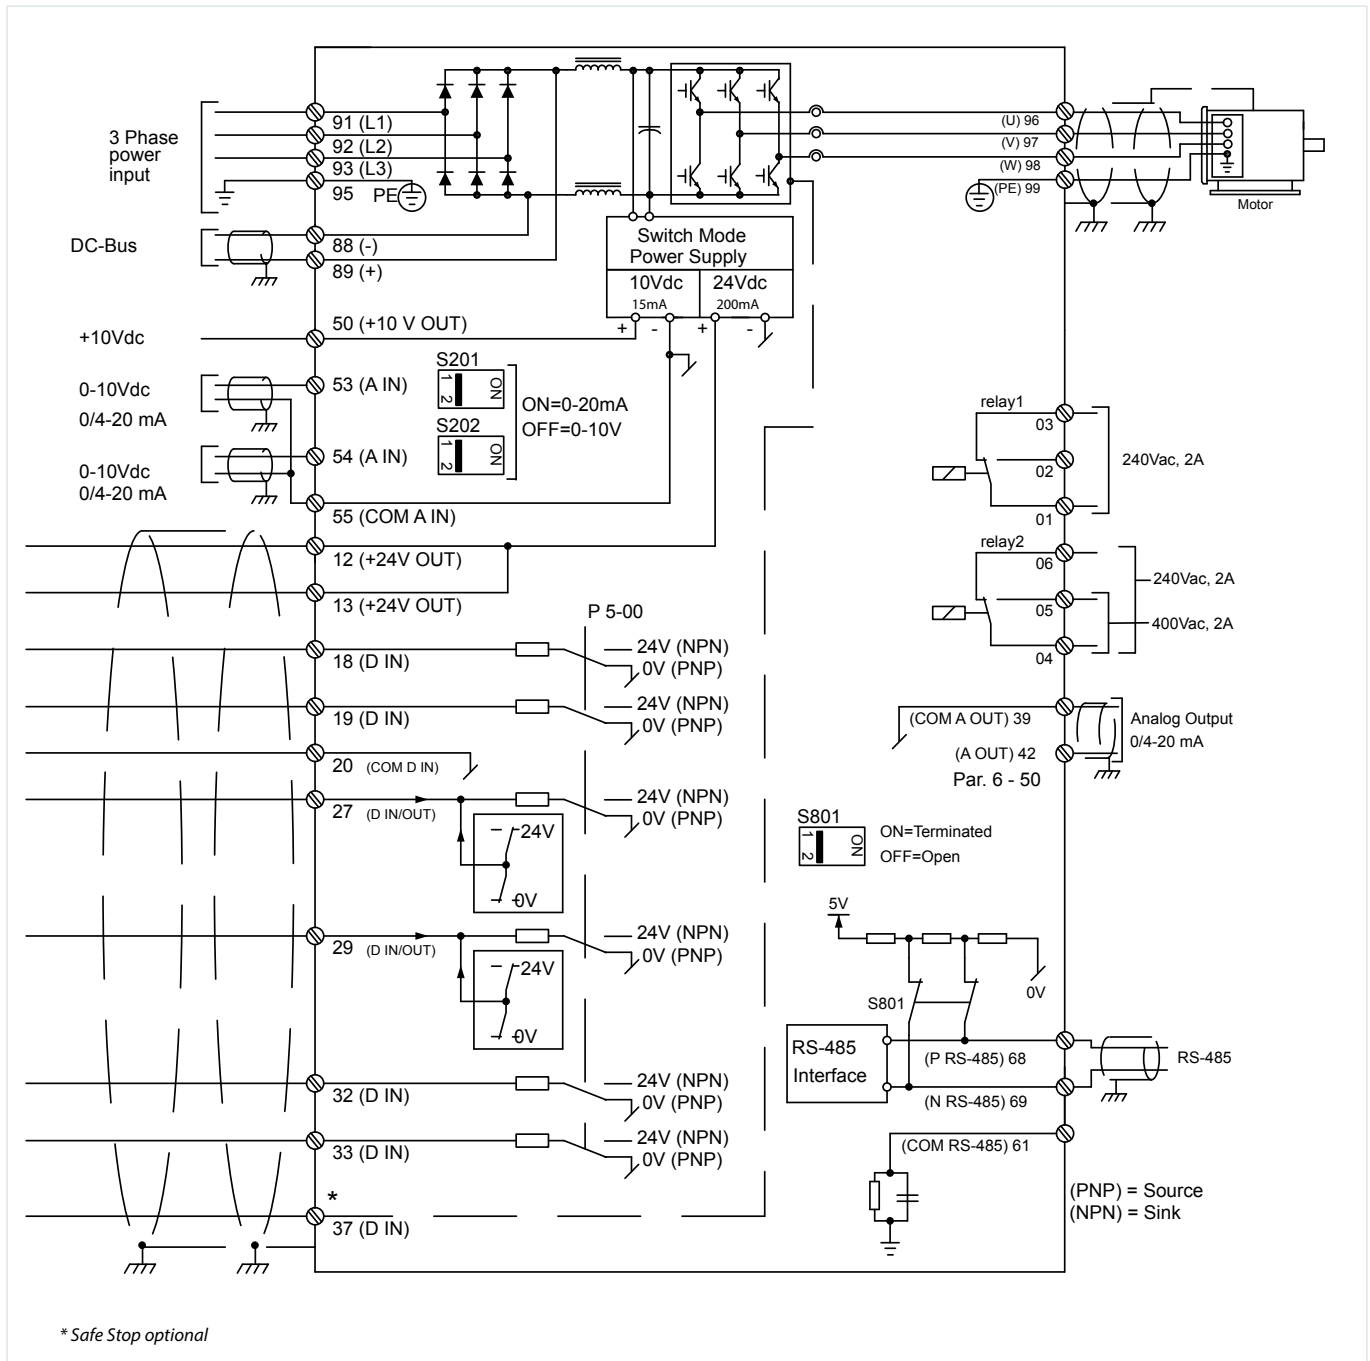 3 Phase
power
input
91 (L1)
92 (L2)
93 (L3)
95
PE
(U) 96
(V) 97
(W) 98
(PE) 99
Motor
DC-Bus
88 (-)
89 (+)
Switch Mode
Power Supply
10Vdc
15mA
24Vdc
200mA
+ - + -
+10Vdc
50 (+10 V OUT)
0-10Vdc
0/4-20 mA
53 (A IN)
S201
1 2
ON
ON=0-20mA
OFF=0-10V
S202
1 2
ON
0-10Vdc
0/4-20 mA
54 (A IN)
55 (COM A IN)
12 (+24V OUT)
13 (+24V OUT)
relay1
03
02
01
240Vac, 2A
relay2
06
05
04
240Vac, 2A
400Vac, 2A
P 5-00
18 (D IN)
24V (NPN)
0V (PNP)
19 (D IN)
24V (NPN)
0V (PNP)
20 (COM D IN)
27 (D IN/OUT)
24V (NPN)
0V (PNP)
24V
0V
29 (D IN/OUT)
24V (NPN)
0V (PNP)
24V
0V
32 (D IN)
24V (NPN)
0V (PNP)
33 (D IN)
24V (NPN)
0V (PNP)
*
37 (D IN)
(COM A OUT) 39
(A OUT) 42
Par. 6 - 50
Analog Output
0/4-20 mA
S801
1 2
ON
ON=Terminated
OFF=Open
5V
0V
S801
RS-485
Interface
(P RS-485) 68
(N RS-485) 69
RS-485
(COM RS-485) 61
(PNP) = Source
(NPN) = Sink
* Safe Stop optional